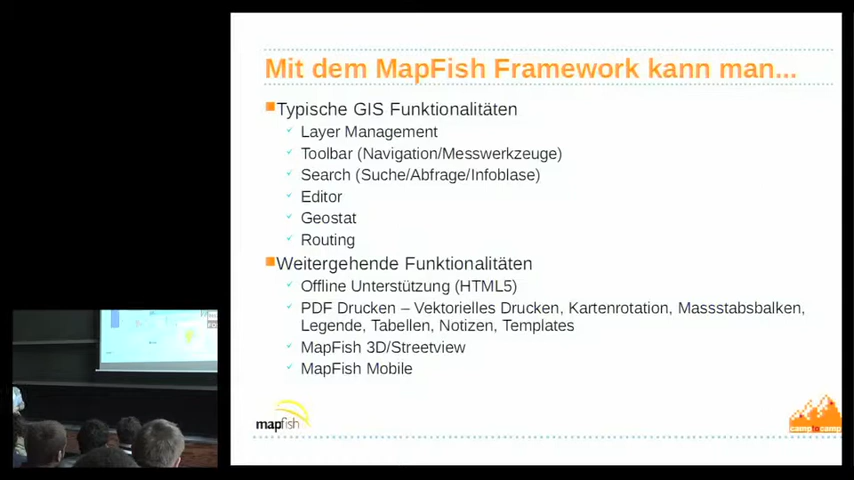 Mit dem MapFish Framework kann man...
Typische GIS Funktionalitäten
Layer Management
Toolbar (Navigation/Messwerkzeuge)
Search (Suche/Abfrage/Infoblase)
Editor
Geostat
Routing
Weitergehende Funktionalitäten
Offline Unterstützung (HTML5)
PDF Drucken – Vektorielles Drucken, Kartenrotation, Massstabsbalken,
Legende, Tabellen, Notizen, Templates
MapFish 3D/Streetview
MapFish Mobile
mapfish
camptocamp